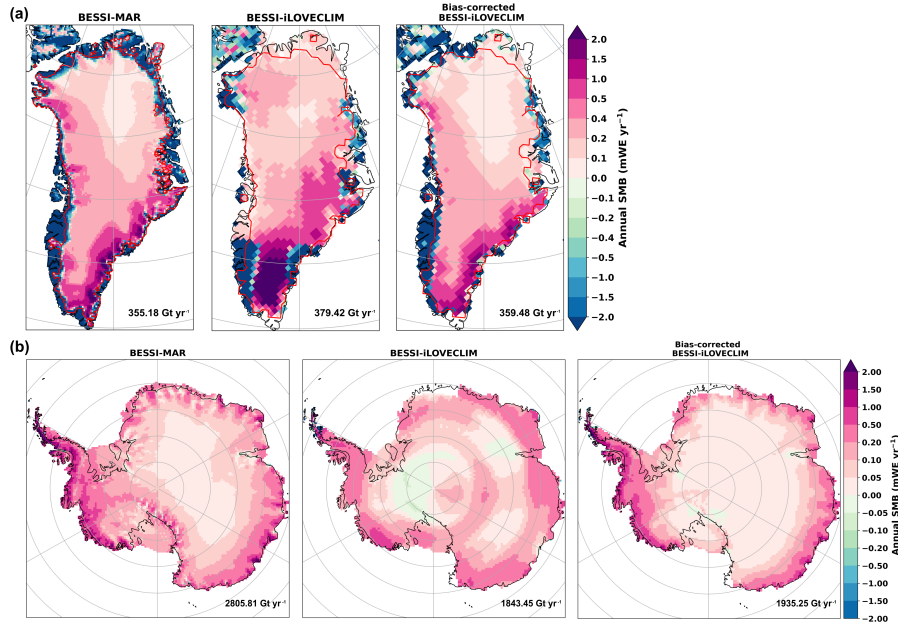 (a)
BESSI-MAR
BESSI-iLOVECLIM
Bias-corrected
BESSI-iLOVECLIM
2.0
1.5
1.0
0.5
0.4
0.2
0.1
0.0
−0.1
−0.2
−0.4
−0.5
−1.0
−1.5
−2.0
Annual SMB (mWE yr⁻¹)
355.18 Gt yr⁻¹
379.42 Gt yr⁻¹
359.48 Gt yr⁻¹
(b)
BESSI-MAR
BESSI-iLOVECLIM
Bias-corrected
BESSI-iLOVECLIM
2.00
1.50
1.00
0.50
0.20
0.10
0.05
0.00
−0.05
−0.10
−0.20
−0.50
−1.00
−1.50
−2.00
Annual SMB (mWE yr⁻¹)
2805.81 Gt yr⁻¹
1843.45 Gt yr⁻¹
1935.25 Gt yr⁻¹